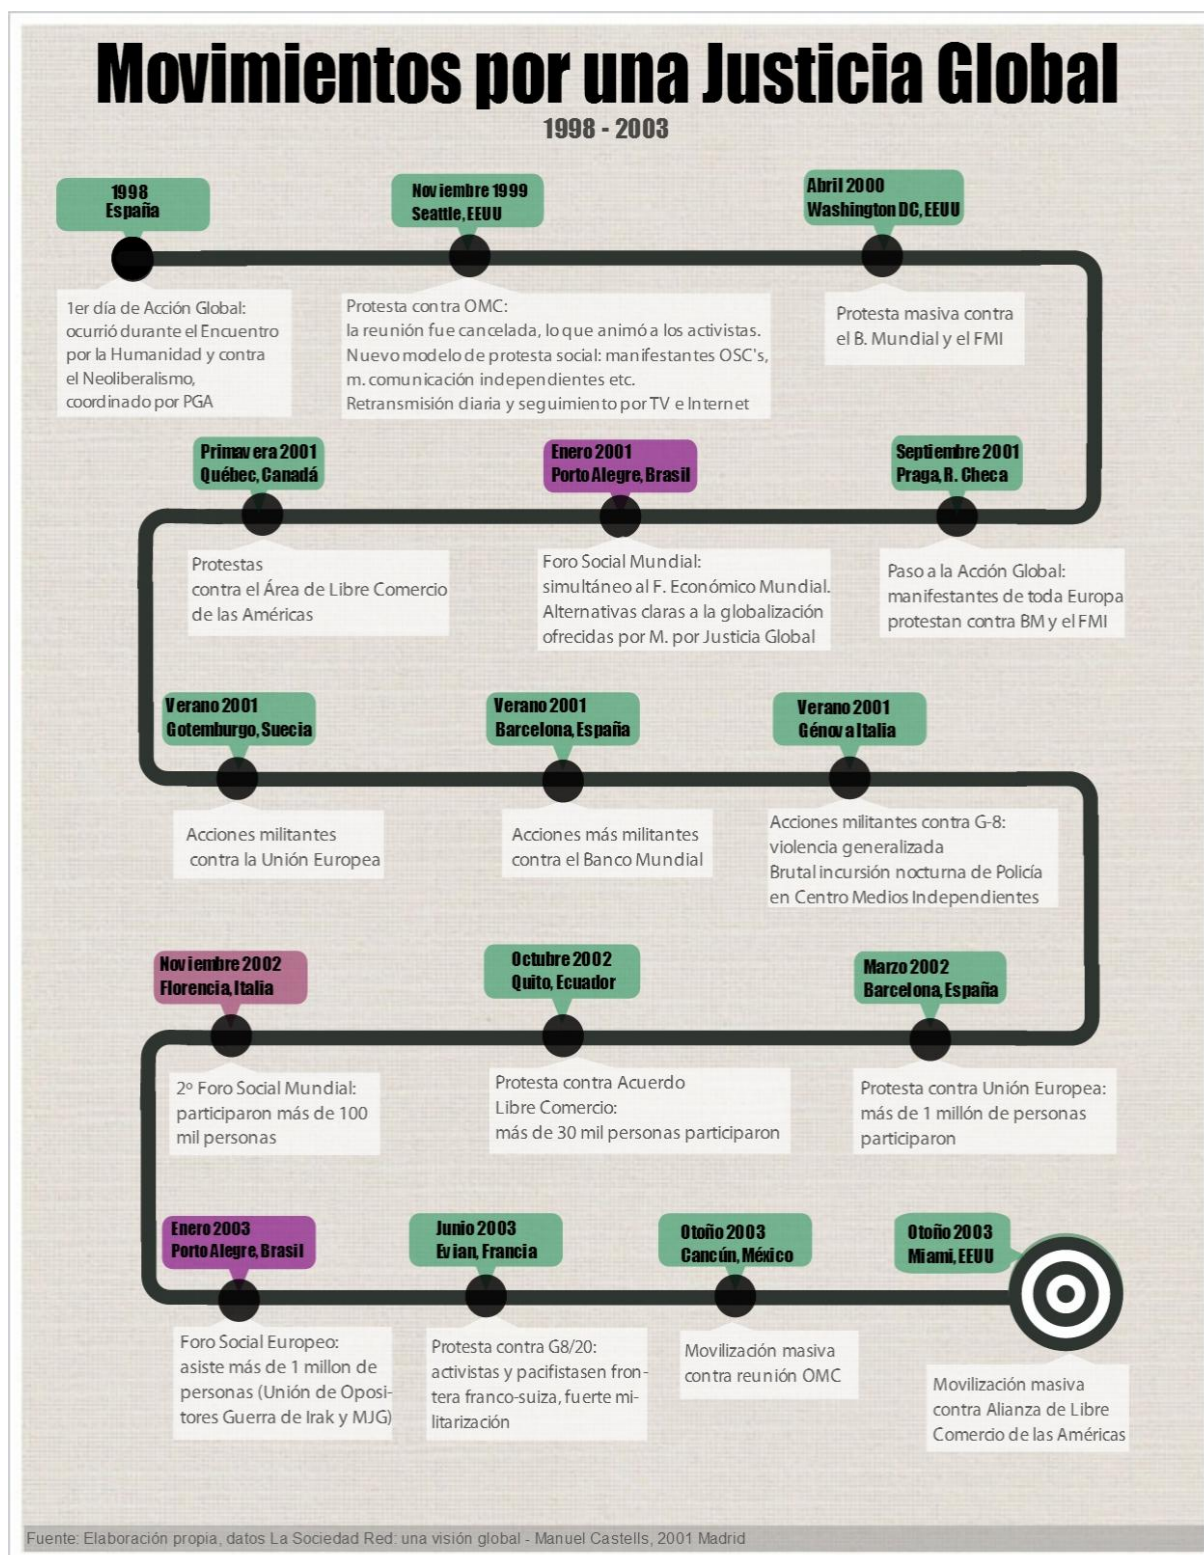 Movimientos por una Justicia Global
1998 - 2003
1998
España
1er día de Acción Global:
ocurrió durante el Encuentro
por la Humanidad y contra
el Neoliberalismo,
coordinado por PGA
Noviembre 1999
Seattle, EEUU
Protesta contra OMC:
la reunión fue cancelada, lo que animó a los activistas.
Nuevo modelo de protesta social: manifestantes OSC's,
m. comunicación independientes etc.
Retransmisión diaria y seguimiento por TV e Internet
Abril 2000
Washington DC, EEUU
Protesta masiva contra
el B. Mundial y el FMI
Primavera 2001
Québec, Canadá
Protestas
contra el Área de Libre Comercio
de las Américas
Enero 2001
Porto Alegre, Brasil
Foro Social Mundial:
simultáneo al F. Económico Mundial.
Alternativas claras a la globalización
ofrecidas por M. por Justicia Global
Septiembre 2001
Praga, R. Checa
Paso a la Acción Global:
manifestantes de toda Europa
protestan contra BM y el FMI
Verano 2001
Gotemburgo, Suecia
Acciones militantes
contra la Unión Europea
Verano 2001
Barcelona, España
Acciones más militantes
contra el Banco Mundial
Verano 2001
Génova Italia
Acciones militantes contra G-8:
violencia generalizada
Brutal incursión nocturna de Policía
en Centro Medios Independientes
Noviembre 2002
Florencia, Italia
2º Foro Social Mundial:
participaron más de 100
mil personas
Octubre 2002
Quito, Ecuador
Protesta contra Acuerdo
Libre Comercio:
más de 30 mil personas participaron
Marzo 2002
Barcelona, España
Protesta contra Unión Europea:
más de 1 millón de personas
participaron
Enero 2003
Porto Alegre, Brasil
Foro Social Europeo:
asiste más de 1 millon de
personas (Unión de Oposi-
tores Guerra de Irak y MJG)
Junio 2003
Evian, Francia
Protesta contra G8/20:
activistas y pacifistasen fron-
tera franco-suiza, fuerte mi-
litarización
Otoño 2003
Cancún, México
Movilización masiva
contra reunión OMC
Otoño 2003
Miami, EEUU
Movilización masiva
contra Alianza de Libre
Comercio de las Américas
Fuente: Elaboración propia, datos La Sociedad Red: una visión global - Manuel Castells, 2001 Madrid